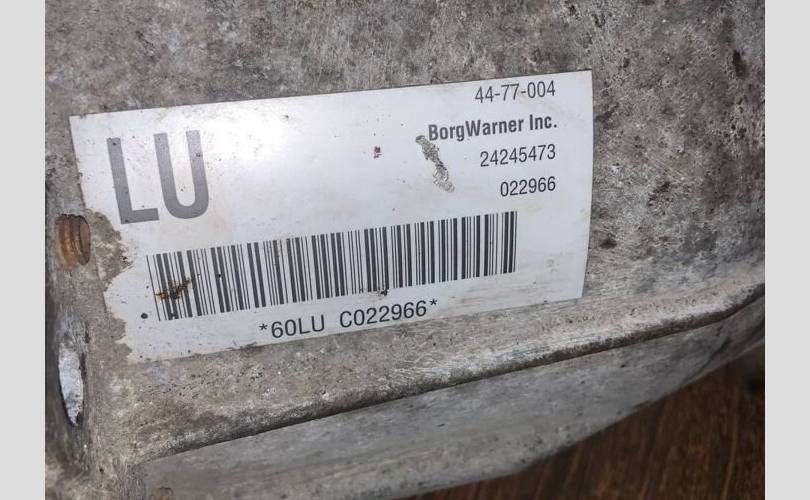 44-77-004
LU
BorgWarner Inc.
24245473
022966
*60LU C022966*